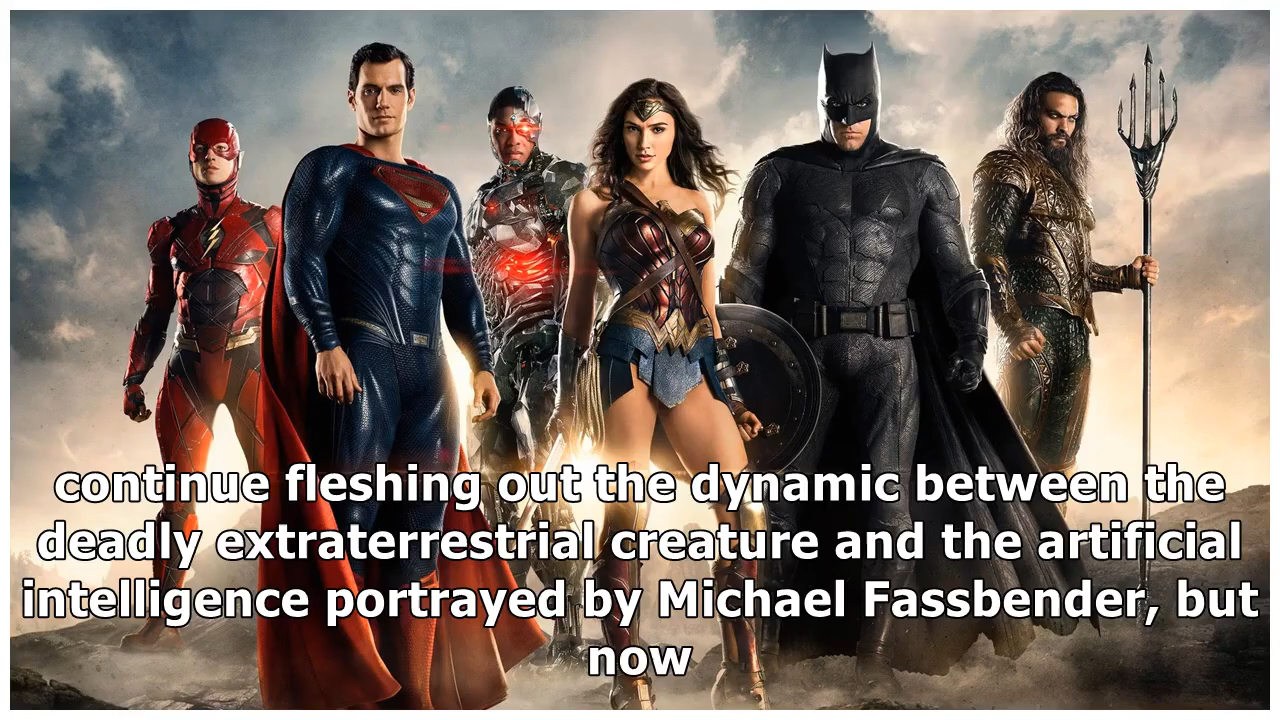 continue fleshing out the dynamic between the
deadly extraterrestrial creature and the artificial
intelligence portrayed by Michael Fassbender, but
now